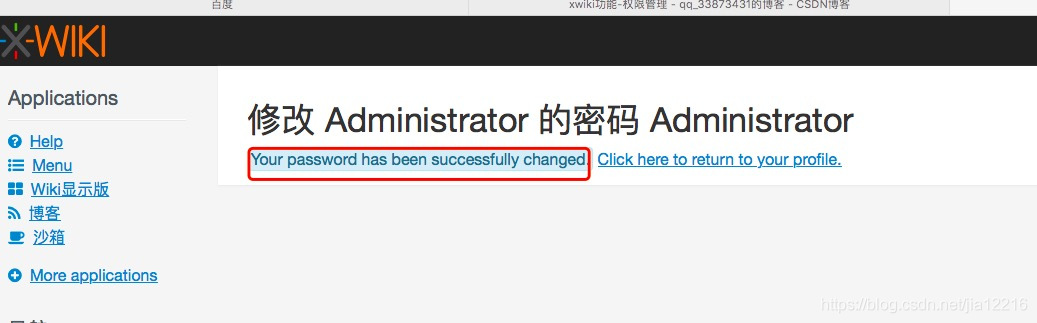 百度
xwiki功能-权限管理 - qq_33873431的博客 - CSDN博客
X-WIKI
Applications
修改 Administrator 的密码 Administrator
Your password has been successfully changed. Click here to return to your profile.
Help
Menu
Wiki显示版
博客
沙箱
More applications
https://blog.csdn.net/jia12216